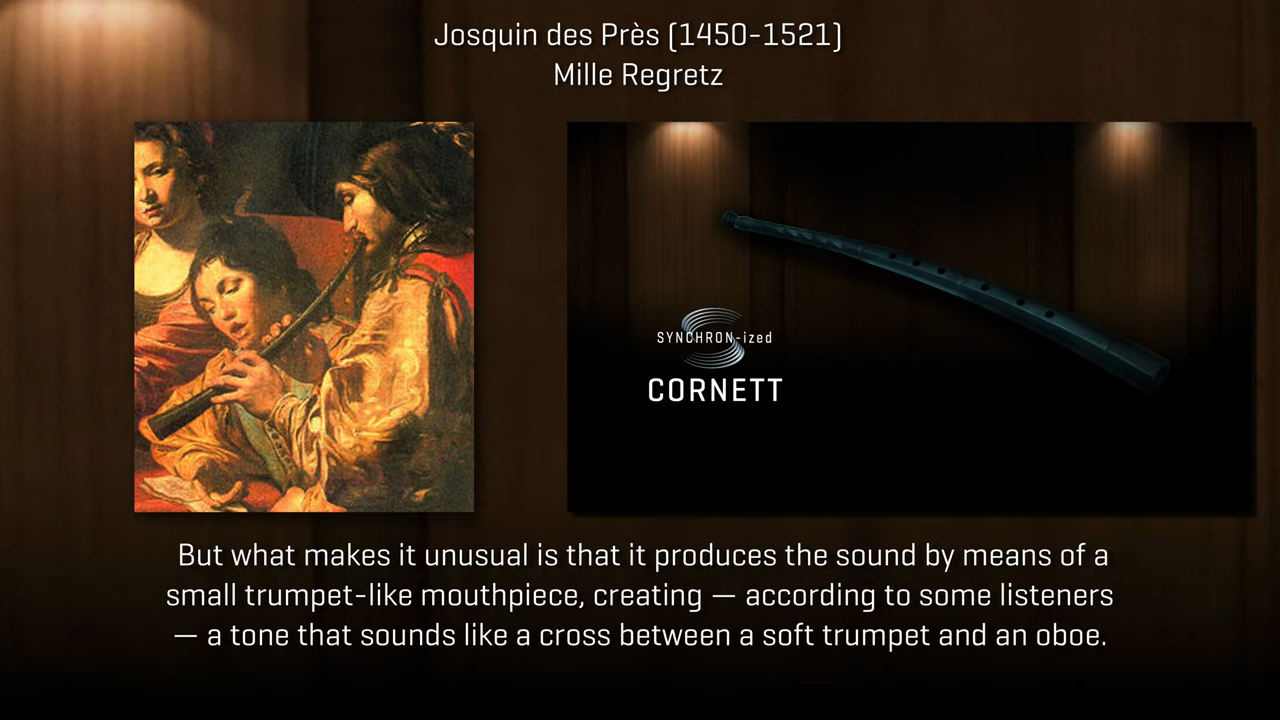 Josquin des Près (1450-1521)
Mille Regretz
SYNCHRON-ized
CORNETT
But what makes it unusual is that it produces the sound by means of a
small trumpet-like mouthpiece, creating — according to some listeners
— a tone that sounds like a cross between a soft trumpet and an oboe.